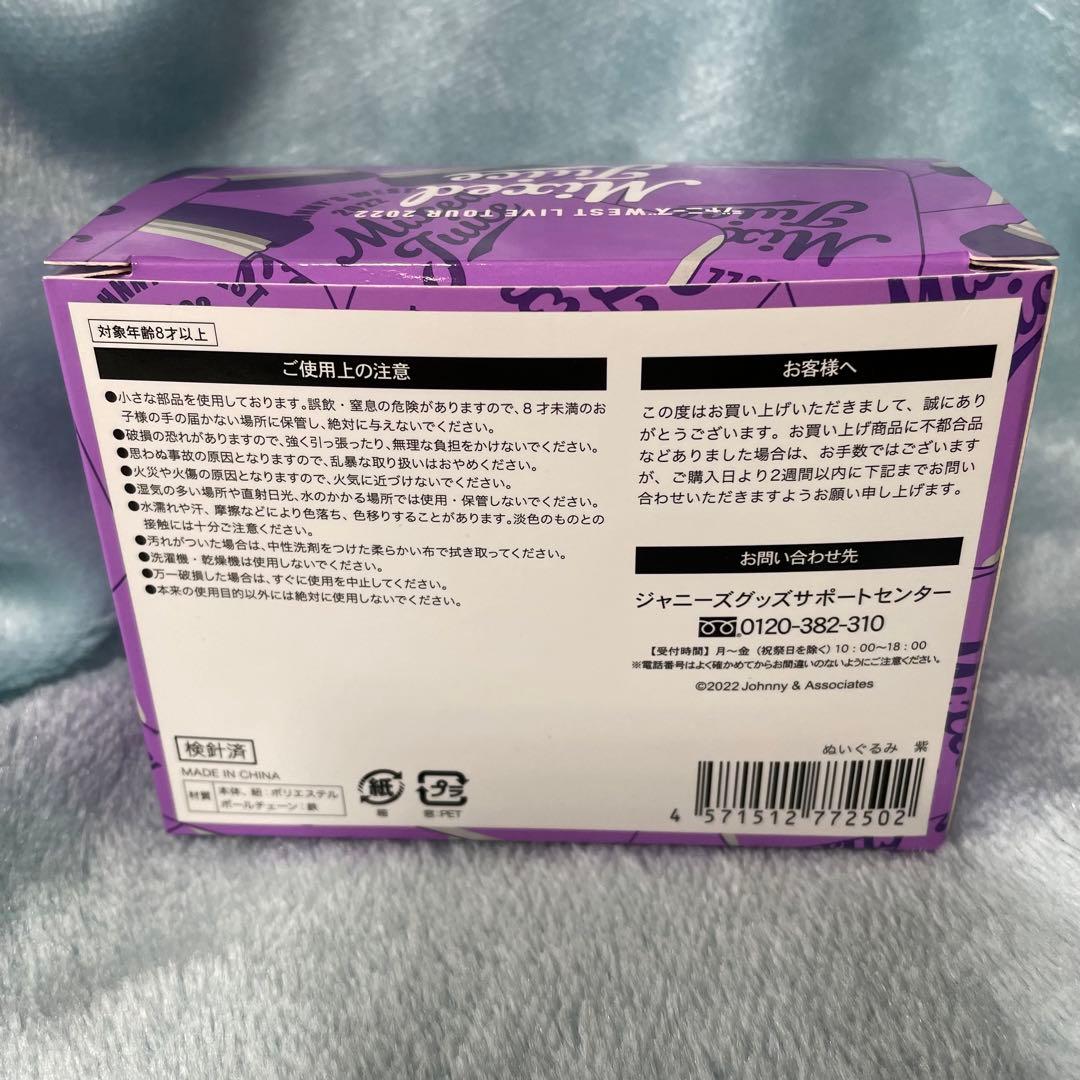 Mixed
Juice
ジャニーズWEST LIVE TOUR 2022
対象年齢8才以上
ご使用上の注意
●小さな部品を使用しております。誤飲・窒息の危険がありますので、8才未満のお
子様の手の届かない場所に保管し、絶対に与えないでください。
●破損の恐れがありますので、強く引っ張ったり、無理な負担をかけないでください。
●思わぬ事故の原因となりますので、乱暴な取り扱いはおやめください。
●火災や火傷の原因となりますので、火気に近づけないでください。
●湿気の多い場所や直射日光、水のかかる場所では使用・保管しないでください。
●水濡れや汗、摩擦などにより色落ち、色移りすることがあります。淡色のものとの
接触には十分ご注意ください。
●汚れがついた場合は、中性洗剤をつけた柔らかい布で拭き取ってください。
●洗濯機・乾燥機は使用しないでください。
●万一破損した場合は、すぐに使用を中止してください。
●本来の使用目的以外には絶対に使用しないでください。
お客様へ
この度はお買い上げいただきまして、誠にあり
がとうございます。お買い上げ商品に不都合品
などありました場合は、お手数ではございます
が、ご購入日より2週間以内に下記までお問い
合わせいただきますようお願い申し上げます。
お問い合わせ先
ジャニーズグッズサポートセンター
0120-382-310
【受付時間】月〜金（祝祭日を除く）10：00〜18：00
※電話番号はよく確かめてからお間違いのないようにご注意ください。
©2022 Johnny & Associates
検針済
MADE IN CHINA
材質 本体、紐：ポリエステル
ボールチェーン：鉄
紙
箱
プラ
窓：PET
ぬいぐるみ 紫
4 571512 772502